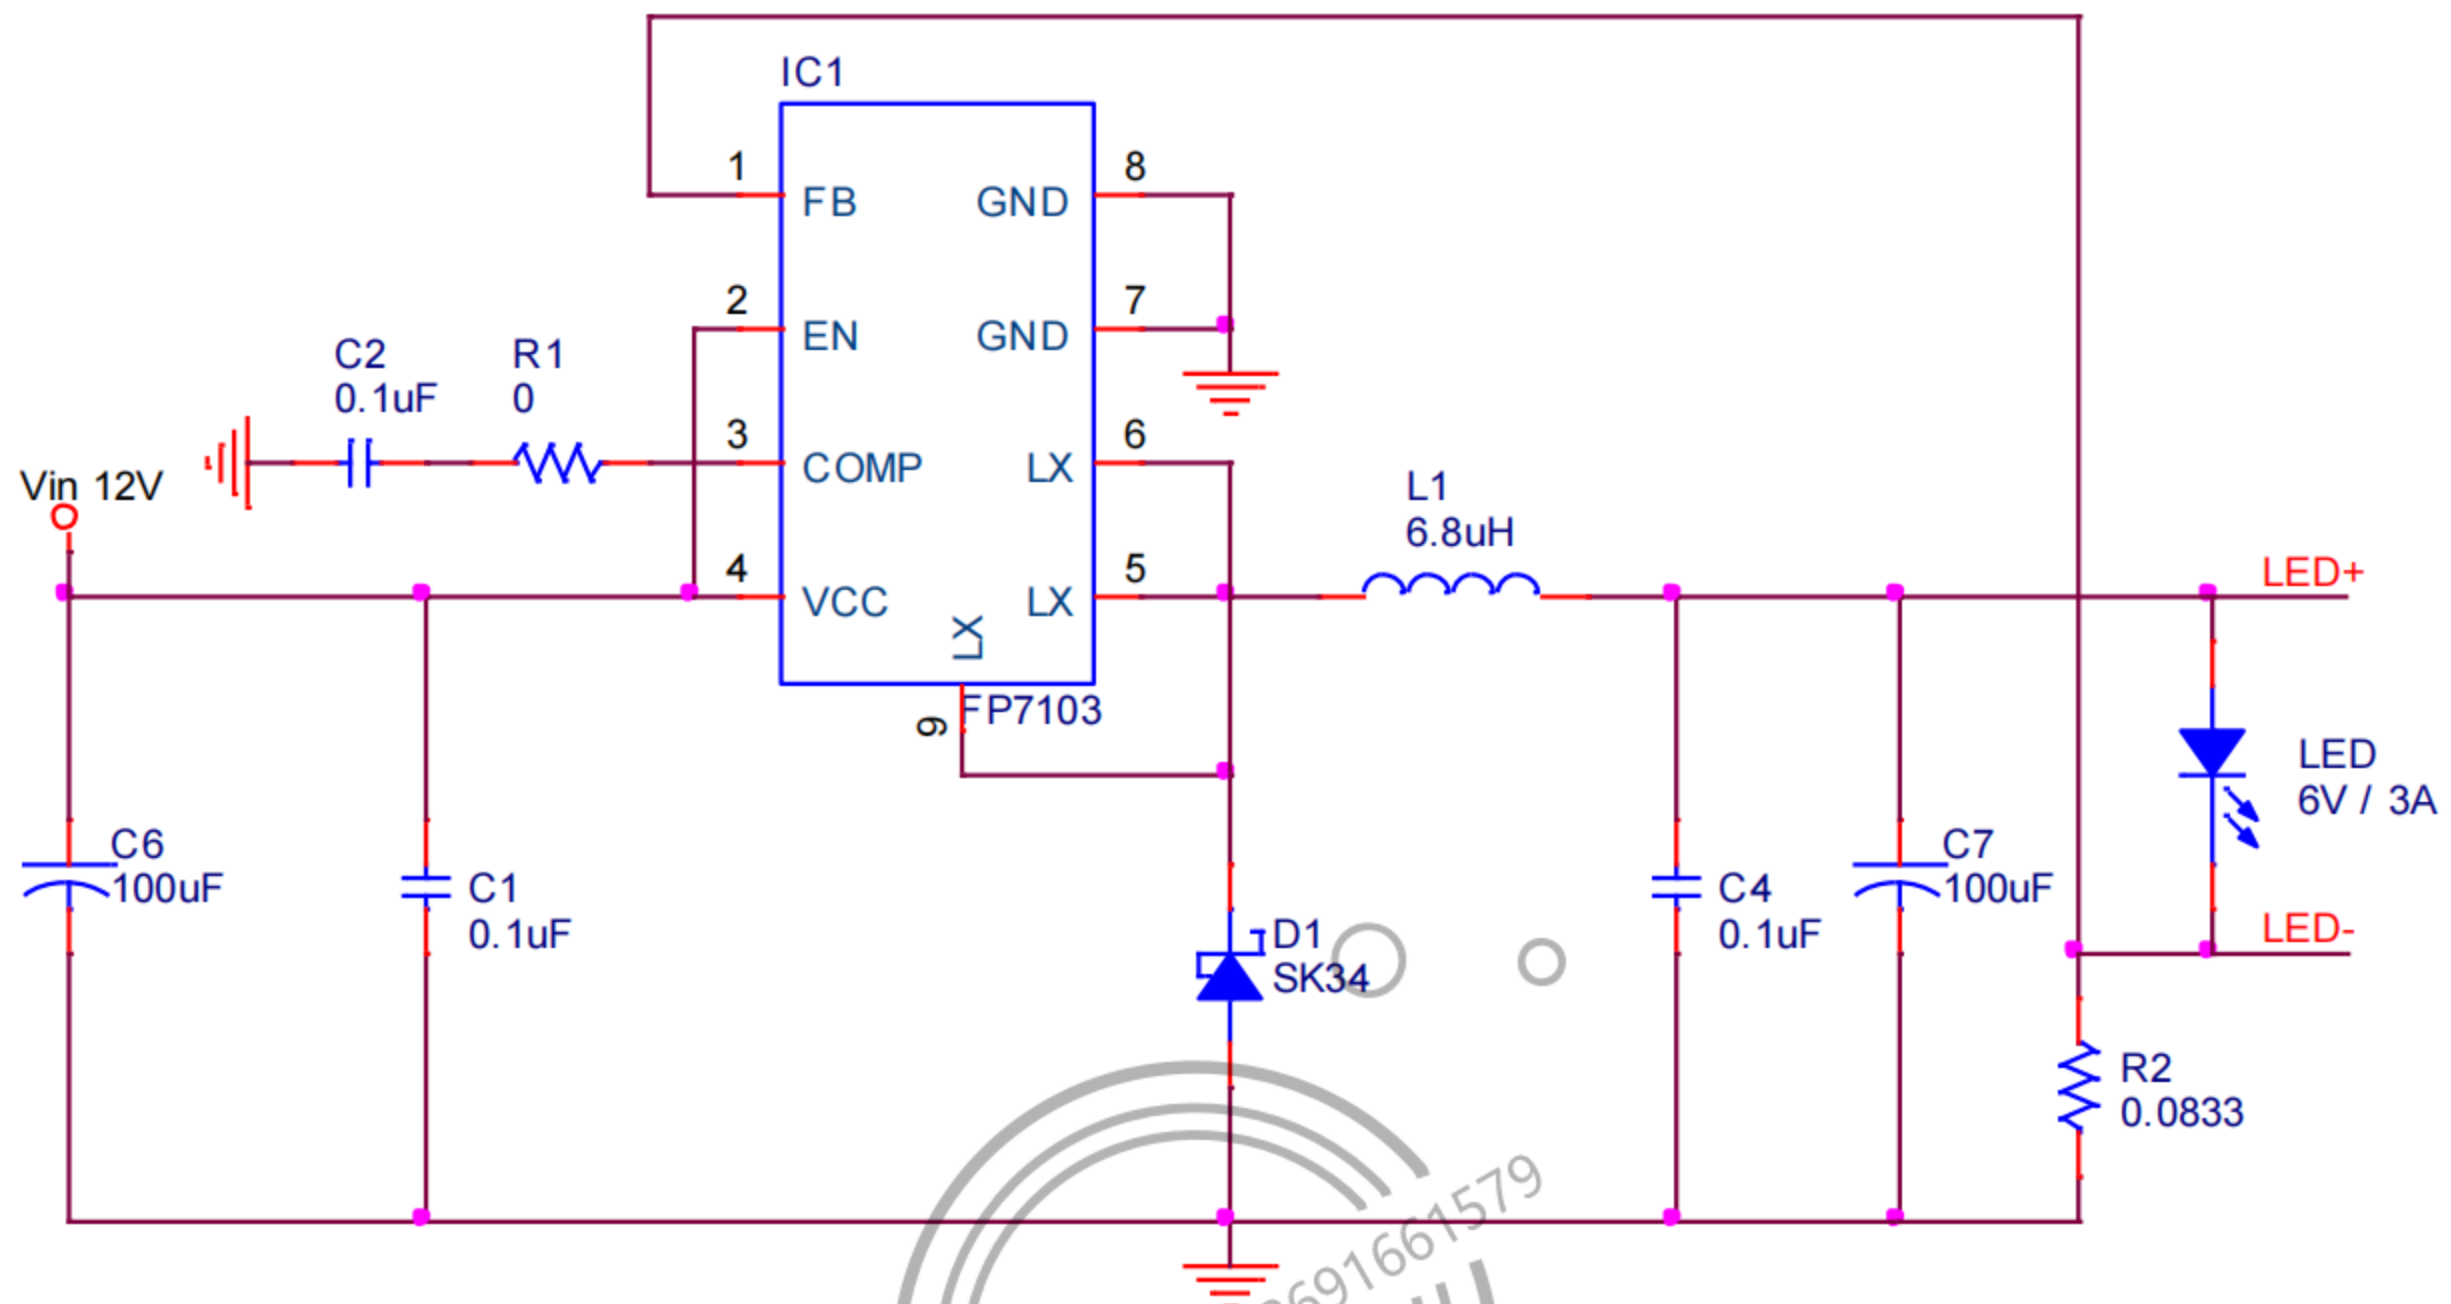 IC1
1
FB
GND
8
2
EN
GND
7
C2
0.1uF
R1
0
3
COMP
LX
6
Vin 12V
L1
6.8uH
4
VCC
LX
5
LX
LED+
9
FP7103
LED
6V / 3A
C6
100uF
C1
0.1uF
C4
0.1uF
C7
100uF
D1
SK34
LED-
R2
0.0833
691661579